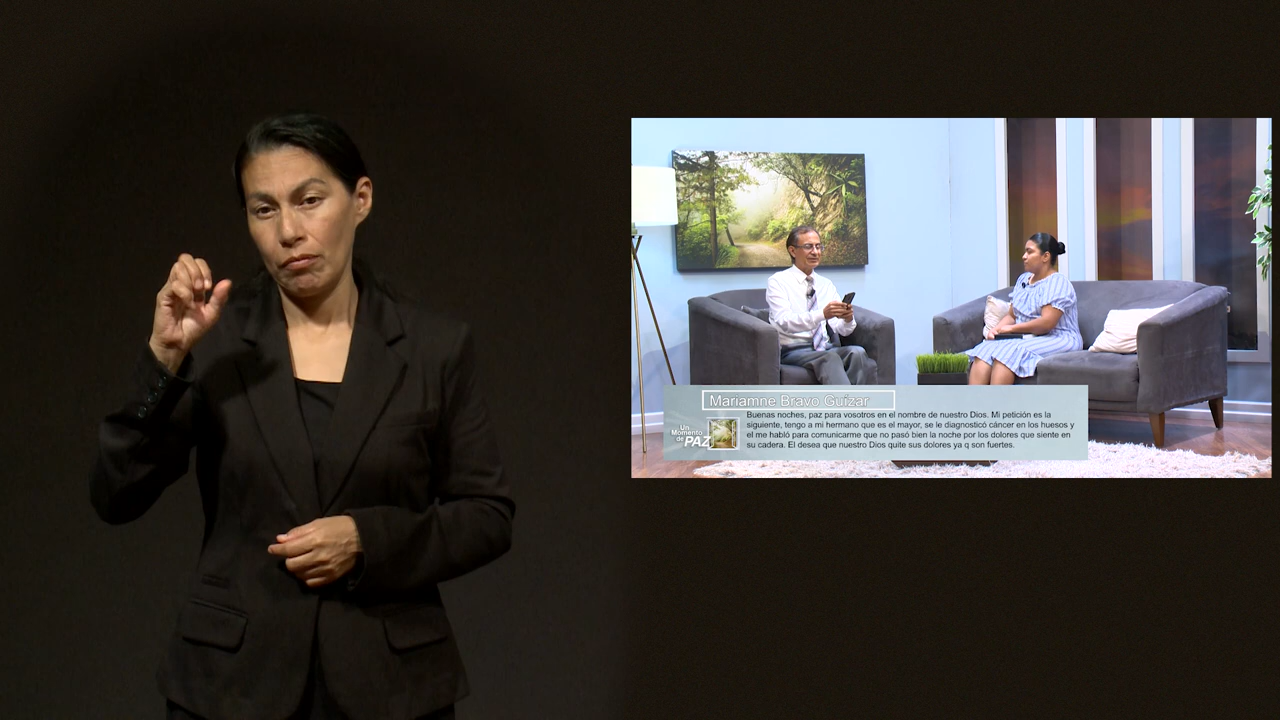 Mariamne Bravo Guízar
Buenas noches, paz para vosotros en el nombre de nuestro Dios. Mi petición es la
siguiente, tengo a mi hermano que es el mayor, se le diagnosticó cáncer en los huesos y
el me habló para comunicarme que no pasó bien la noche por los dolores que siente en
su cadera. El desea que nuestro Dios quite sus dolores ya q son fuertes.
Un
Momento
de PAZ